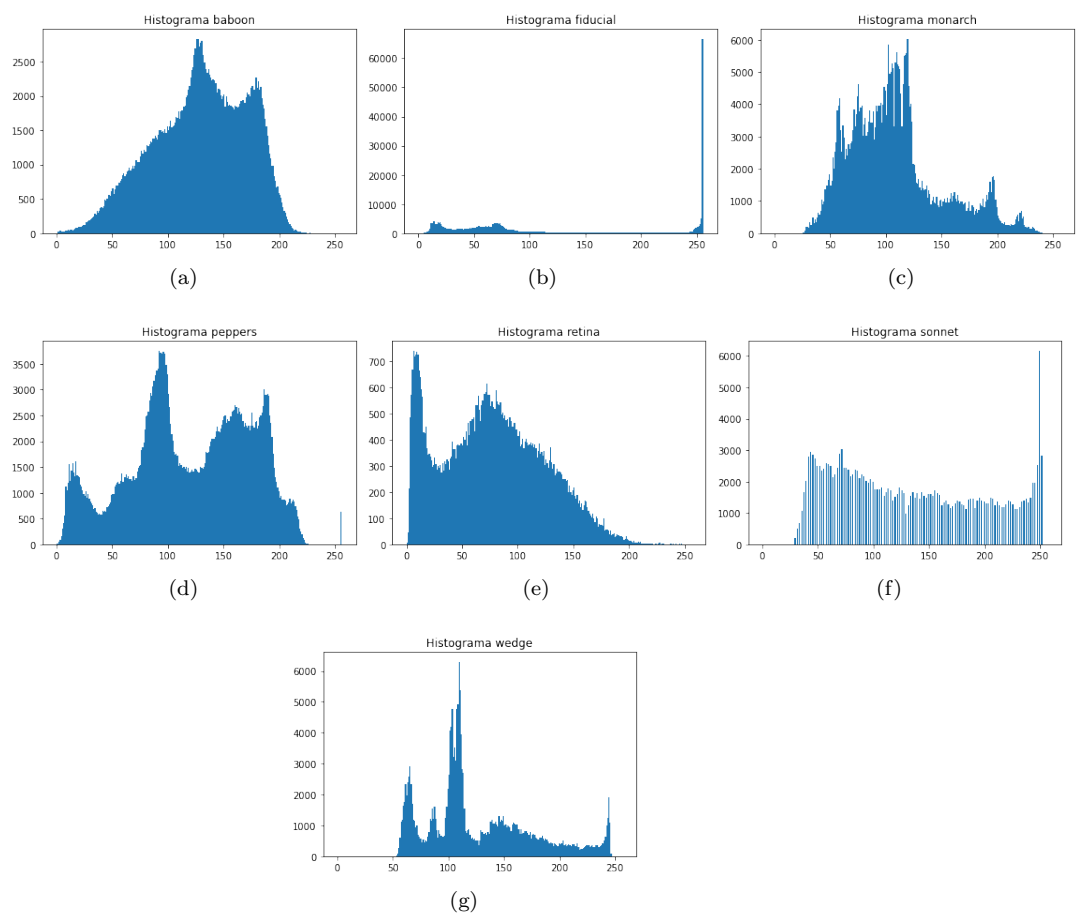 Histograma baboon
2500
2000
1500
1000
500
0
0 50 100 150 200 250
(a)
Histograma fiducial
60000
50000
40000
30000
20000
10000
0
0 50 100 150 200 250
(b)
Histograma monarch
6000
5000
4000
3000
2000
1000
0
0 50 100 150 200 250
(c)
Histograma peppers
3500
3000
2500
2000
1500
1000
500
0
0 50 100 150 200 250
(d)
Histograma retina
700
600
500
400
300
200
100
0
0 50 100 150 200 250
(e)
Histograma sonnet
6000
5000
4000
3000
2000
1000
0
0 50 100 150 200 250
(f)
Histograma wedge
6000
5000
4000
3000
2000
1000
0
0 50 100 150 200 250
(g)